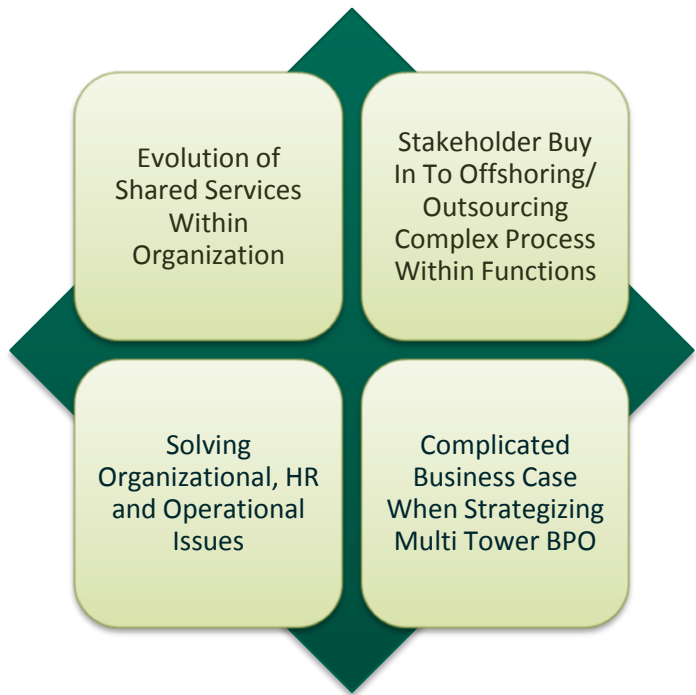 Evolution of
Shared Services
Within
Organization
Stakeholder Buy
In To Offshoring/
Outsourcing
Complex Process
Within Functions
Solving
Organizational, HR
and Operational
Issues
Complicated
Business Case
When Strategizing
Multi Tower BPO